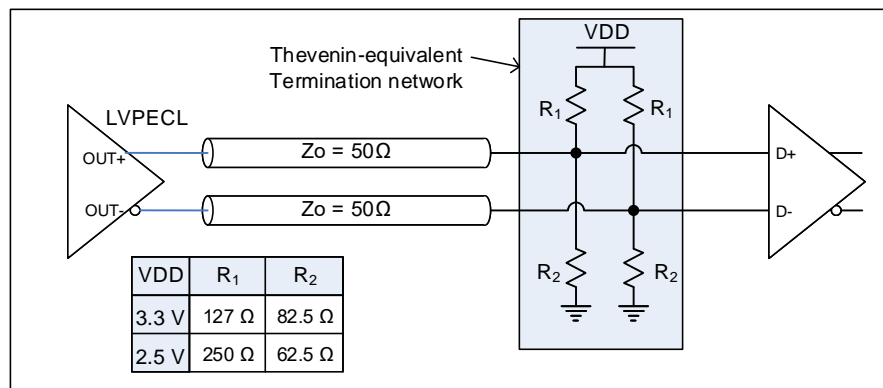 VDD
Thevenin-equivalent
Termination network
R1 R1
LVPECL
OUT+ Zo = 50Ω D+
OUT- Zo = 50Ω D-
R2 R2
VDD R1 R2
3.3 V 127 Ω 82.5 Ω
2.5 V 250 Ω 62.5 Ω